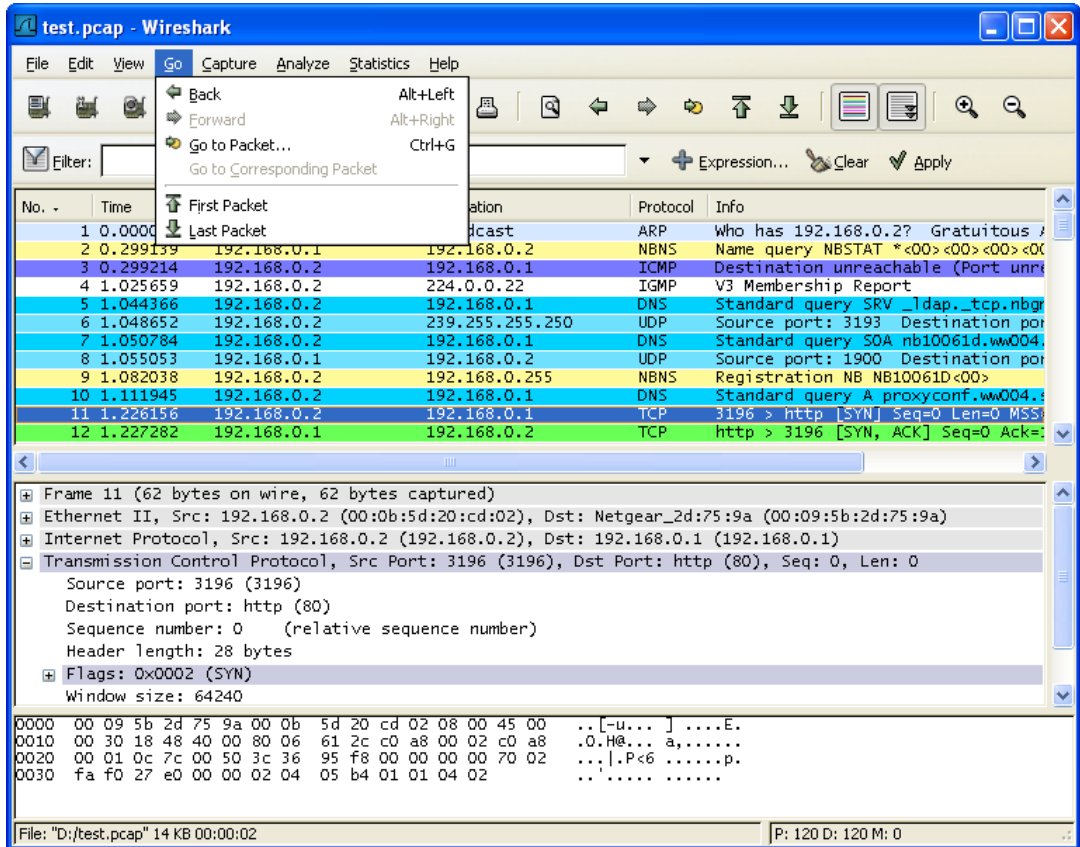 test.pcap - Wireshark
File Edit View Go Capture Analyze Statistics Help
Back Alt+Left
Forward Alt+Right
Go to Packet... Ctrl+G
Go to Corresponding Packet
First Packet
Last Packet
Filter: Expression... Clear Apply
No. Time Protocol Info
1 ARP Who has 192.168.0.2? Gratuitous
2 0.299139 192.168.0.1 192.168.0.2 NBNS Name query NBSTAT *<00><00><00><00
3 0.299214 192.168.0.2 192.168.0.1 ICMP Destination unreachable (Port
4 1.025659 192.168.0.2 224.0.0.22 IGMP V3 Membership Report
5 1.044366 192.168.0.2 192.168.0.1 DNS Standard query SRV _ldap._tcp.nbgm
6 1.048652 192.168.0.2 239.255.255.250 UDP Source port: 3193 Destination por
7 1.050784 192.168.0.2 192.168.0.1 DNS Standard query SOA nb10061d.ww004.
8 1.055053 192.168.0.1 192.168.0.2 UDP Source port: 1900 Destination por
9 1.082038 192.168.0.2 192.168.0.255 NBNS Registration NB NB10061D<00>
10 1.111945 192.168.0.2 192.168.0.1 DNS Standard query A proxyconf.ww004.s
11 1.226156 192.168.0.2 192.168.0.1 TCP 3196 > http [SYN] Seq=0 Len=0 MSS=
12 1.227282 192.168.0.1 192.168.0.2 TCP http > 3196 [SYN, ACK] Seq=0 Ack=1
Frame 11 (62 bytes on wire, 62 bytes captured)
Ethernet II, Src: 192.168.0.2 (00:0b:5d:20:cd:02), Dst: Netgear_2d:75:9a (00:09:5b:2d:75:9a)
Internet Protocol, Src: 192.168.0.2 (192.168.0.2), Dst: 192.168.0.1 (192.168.0.1)
Transmission Control Protocol, Src Port: 3196 (3196), Dst Port: http (80), Seq: 0, Len: 0
Source port: 3196 (3196)
Destination port: http (80)
Sequence number: 0 (relative sequence number)
Header length: 28 bytes
Flags: 0x0002 (SYN)
Window size: 64240
0000 00 09 5b 2d 75 9a 00 0b 5d 20 cd 02 08 00 45 00 ..[-u... ] ....E.
0010 00 30 18 48 40 00 80 06 61 2c c0 a8 00 02 c0 a8 .0.H@... a,......
0020 00 01 0c 7c 00 50 3c 36 95 f8 00 00 00 00 70 02 ...|.P<6 ......p.
0030 fa f0 27 e0 00 00 02 04 05 b4 01 01 04 02 ..'..... ......
File: "D:/test.pcap" 14 KB 00:00:02 P: 120 D: 120 M: 0